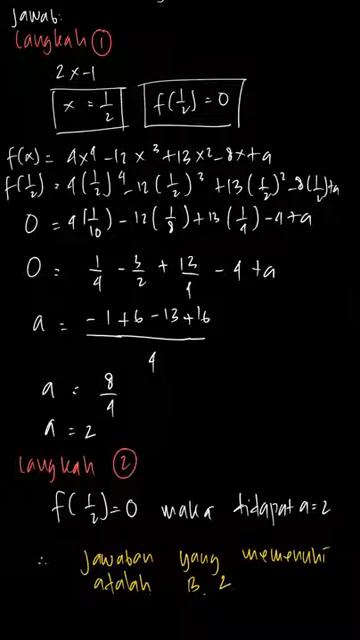 Jawab:
Langkah ①
2x-1
x = 1/2 f(1/2) = 0
f(x) = 4x⁴ - 12x³ + 13x² - 8x + a
f(1/2) = 4(1/2)⁴ - 12(1/2)³ + 13(1/2)² - 8(1/2) + a
0 = 4(1/16) - 12(1/8) + 13(1/4) - 4 + a
0 = 1/4 - 3/2 + 13/4 - 4 + a
a = (-1 + 6 - 13 + 16)/4
a = 8/4
a = 2
Langkah ②
f(1/2) = 0 maka didapat a = 2
∴ Jawaban yang memenuhi
adalah B. 2